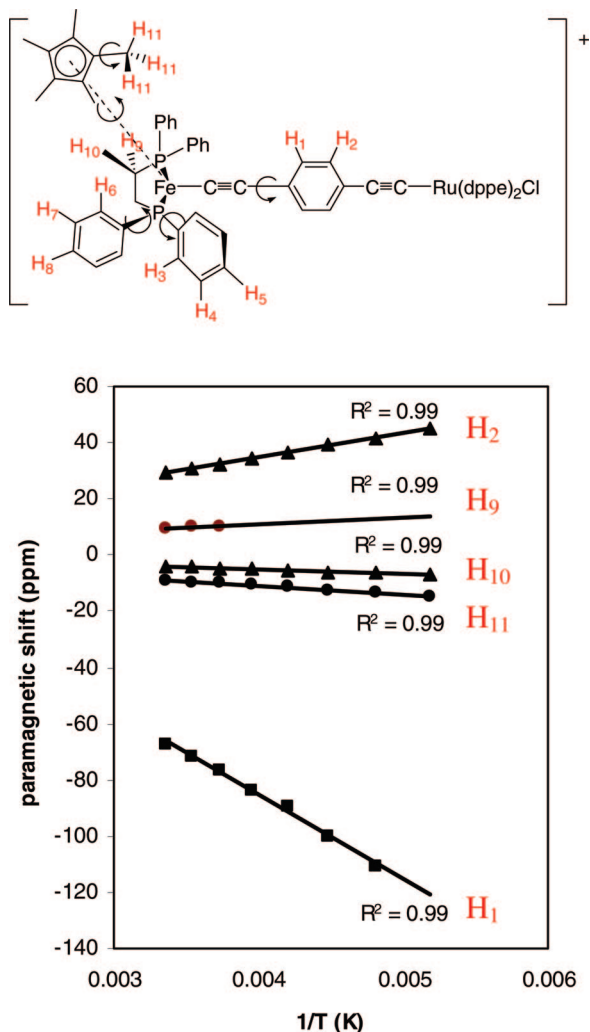 +
H₁₁
H₁₁
H₁₁
Ph
Ph
H₉
H₁₀
P
H₁
H₂
H₆
Fe
C≡C
C≡C
Ru(dppe)₂Cl
H₇
P
H₈
H₃
H₅
H₄
60
R² = 0.99
H₂
40
R² = 0.99
20
H₉
R² = 0.99
0
H₁₀
-20
R² = 0.99
H₁₁
-40
-60
-80
-100
-120
R² = 0.99
H₁
-140
paramagnetic shift (ppm)
0.003
0.004
0.005
0.006
1/T (K)